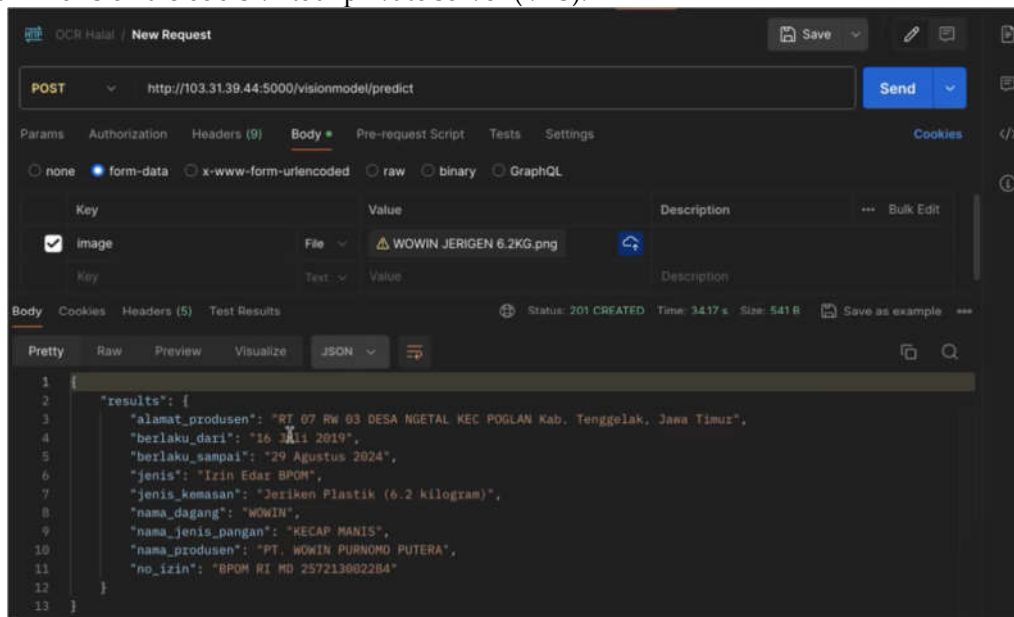 OCR Halal / New Request
Save
POST http://103.31.39.44:5000/visionmodel/predict Send
Params Authorization Headers (9) Body Pre-request Script Tests Settings Cookies
none form-data x-www-form-urlencoded raw binary GraphQL
Key Value Description Bulk Edit
image File WOWIN JERIGEN 6.2KG.png
Key Text Value Description
Body Cookies Headers (5) Test Results Status: 201 CREATED Time: 34.17 s Size: 541 B Save as example
Pretty Raw Preview Visualize JSON
1 {
2 "results": {
3 "alamat_produsen": "RT 07 RW 03 DESA NGETAL KEC POGLAN Kab. Tenggelak, Jawa Timur",
4 "berlaku_dari": "16 Juli 2019",
5 "berlaku_sampai": "29 Agustus 2024",
6 "jenis": "Izin Edar BPOM",
7 "jenis_kemasan": "Jeriken Plastik (6.2 kilogram)",
8 "nama_dagang": "WOWIN",
9 "nama_jenis_pangan": "KECAP MANIS",
10 "nama_produsen": "PT. WOWIN PURNOMO PUTERA",
11 "no_izin": "BPOM RI MD 257213002284"
12 }
13 }